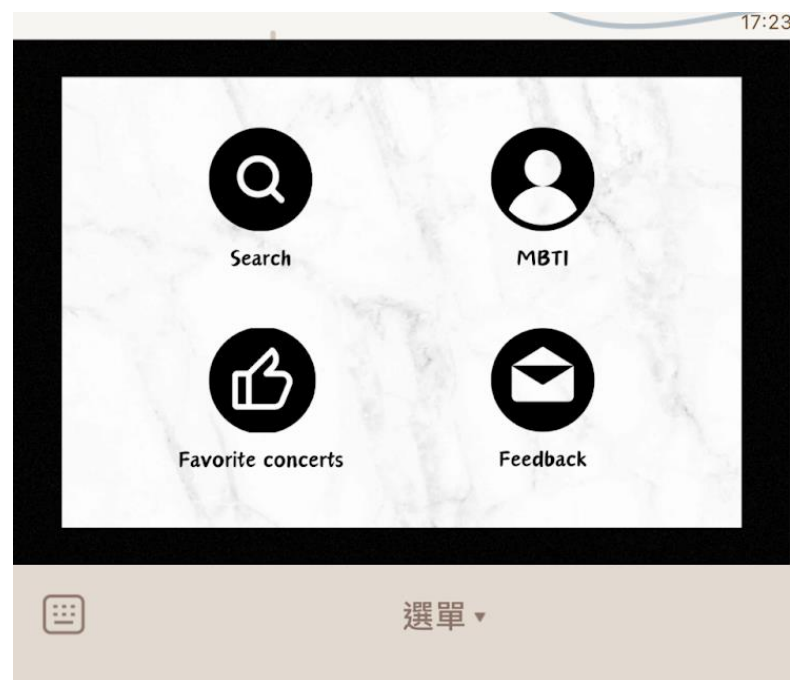 17:23
Search
MBTI
Favorite concerts
Feedback
選單▼